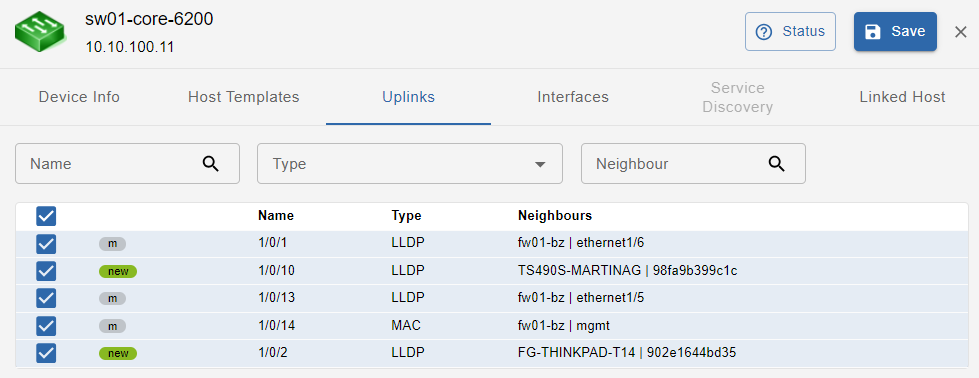 sw01-core-6200
10.10.100.11
Status
Save
Device Info
Host Templates
Uplinks
Interfaces
Service
Discovery
Linked Host
Name
Type
Neighbour
Name Type Neighbours
m 1/0/1 LLDP fw01-bz | ethernet1/6
new 1/0/10 LLDP TS490S-MARTINAG | 98fa9b399c1c
m 1/0/13 LLDP fw01-bz | ethernet1/5
m 1/0/14 MAC fw01-bz | mgmt
new 1/0/2 LLDP FG-THINKPAD-T14 | 902e1644bd35